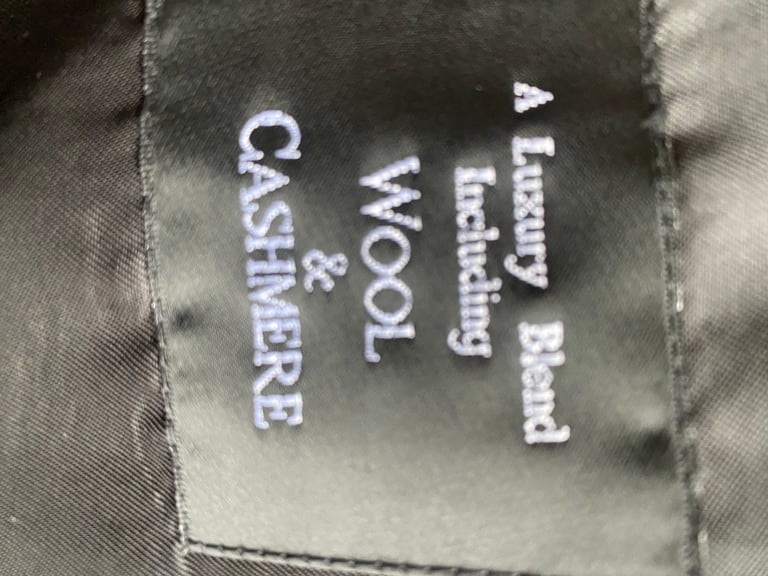 A Luxury Blend
Including
WOOL
&
CASHMERE